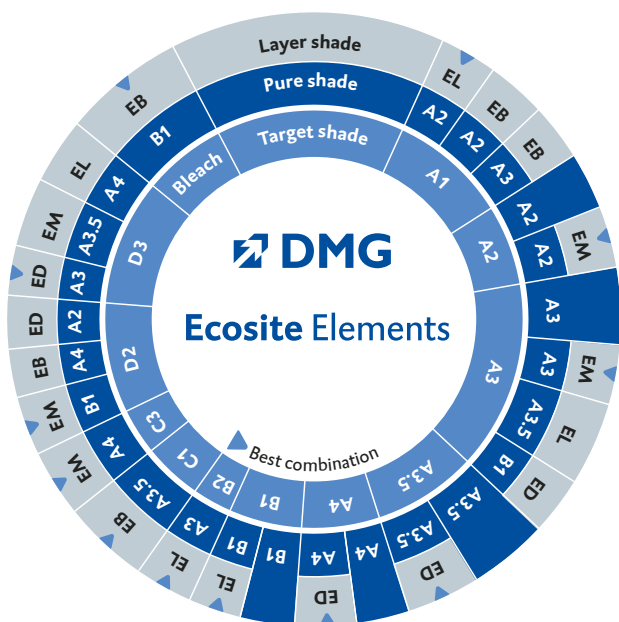 Layer shade
EL
EB
EB
EM
EM
EL
ED
ED
ED
EL
EL
EB
EM
EM
EB
ED
ED
EM
EL
EB
Pure shade
A2
A2
A3
A2
A2
A3
A3
A3.5
B1
A3.5
A3.5
A4
A4
B1
B1
A3
A3.5
A4
B1
A4
A2
A3
A3.5
A4
B1
Target shade
A1
A2
A3
A3.5
A4
B1
B2
C1
C3
D2
D3
Bleach
DMG
Ecosite Elements
Best combination